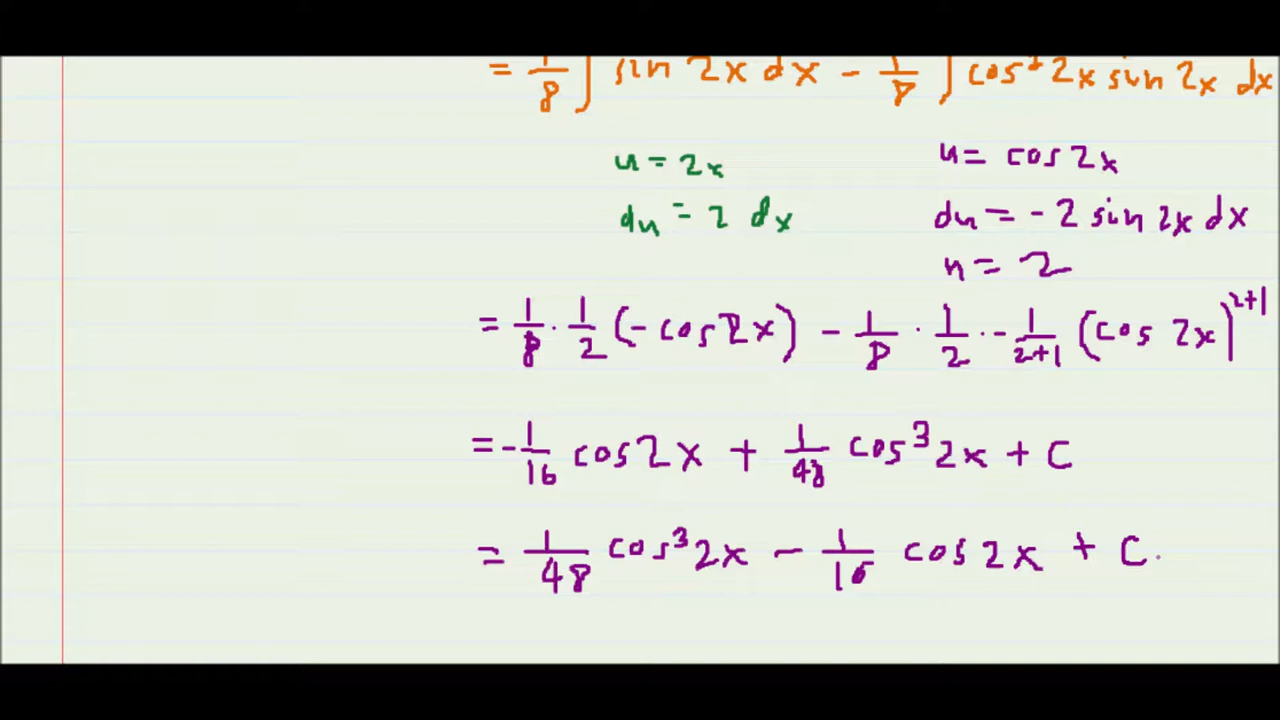 = 1/8 ∫ sin 2x dx - 1/8 ∫ cos² 2x sin 2x dx
u = 2x u = cos 2x
du = 2 dx du = -2 sin 2x dx
n = 2
= 1/8 · 1/2 (-cos 2x) - 1/8 · 1/2 · - 1/(2+1) (cos 2x)^(2+1)
= -1/16 cos 2x + 1/48 cos³ 2x + C
= 1/48 cos³ 2x - 1/16 cos 2x + C.